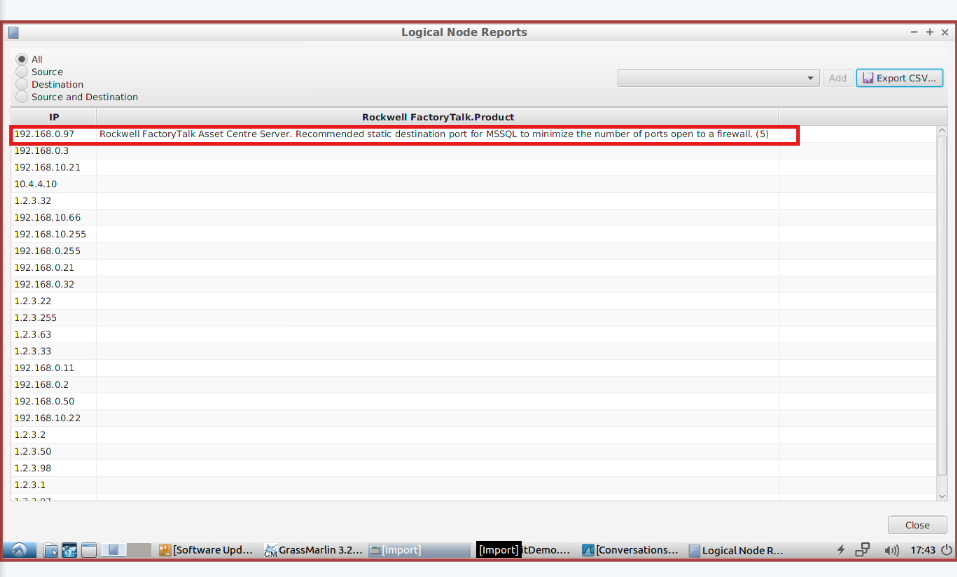 Logical Node Reports
All
Source
Destination
Source and Destination
Add Export CSV...
IP Rockwell FactoryTalk.Product
192.168.0.97 Rockwell FactoryTalk Asset Centre Server. Recommended static destination port for MSSQL to minimize the number of ports open to a firewall. (5)
192.168.0.3
192.168.10.21
10.4.4.10
1.2.3.32
192.168.10.66
192.168.10.255
192.168.0.255
192.168.0.21
192.168.0.32
1.2.3.22
1.2.3.255
1.2.3.63
1.2.3.33
192.168.0.11
192.168.0.2
192.168.0.50
192.168.10.22
1.2.3.2
1.2.3.50
1.2.3.98
1.2.3.1
Close
[Software Upd... GrassMarlin 3.2... [Import] [Import] itDemo.... [Conversations... Logical Node R... 17:43